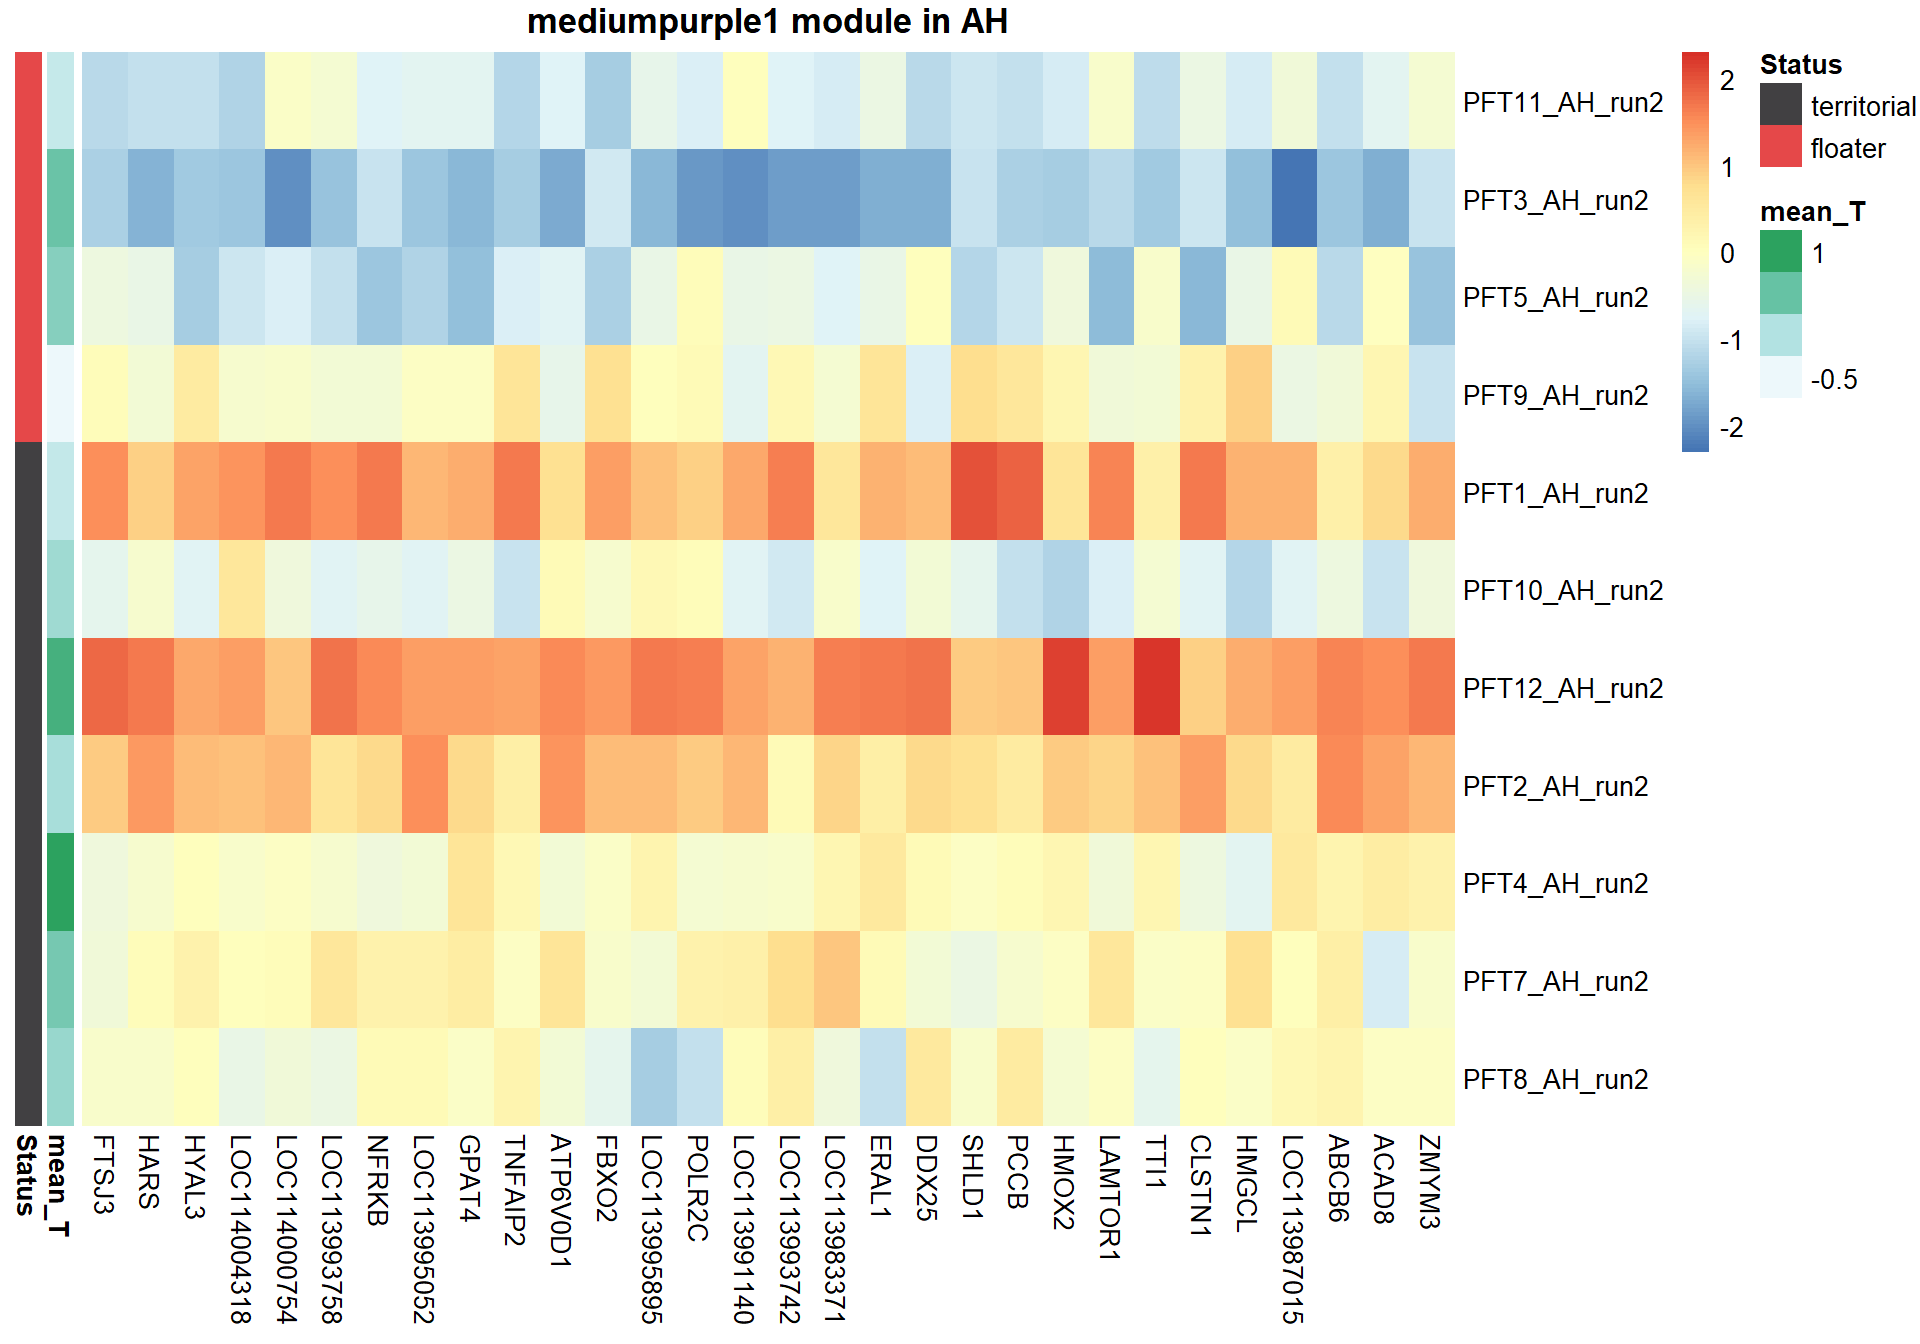 mediumpurple1 module in AH
PFT11_AH_run2
PFT3_AH_run2
PFT5_AH_run2
PFT9_AH_run2
PFT1_AH_run2
PFT10_AH_run2
PFT12_AH_run2
PFT2_AH_run2
PFT4_AH_run2
PFT7_AH_run2
PFT8_AH_run2
2
1
0
-1
-2
Status
territorial
floater
mean_T
1
-0.5
Status
mean_T
FTSJ3
HARS
HYAL3
LOC114004318
LOC114000754
LOC113993758
NFRKB
LOC113995052
GPAT4
TNFAIP2
ATP6V0D1
FBXO2
LOC113995895
POLR2C
LOC113991140
LOC113993742
LOC113983371
ERAL1
DDX25
SHLD1
PCCB
HMOX2
LAMTOR1
TTI1
CLSTN1
HMGCL
LOC113987015
ABCB6
ACAD8
ZMYM3